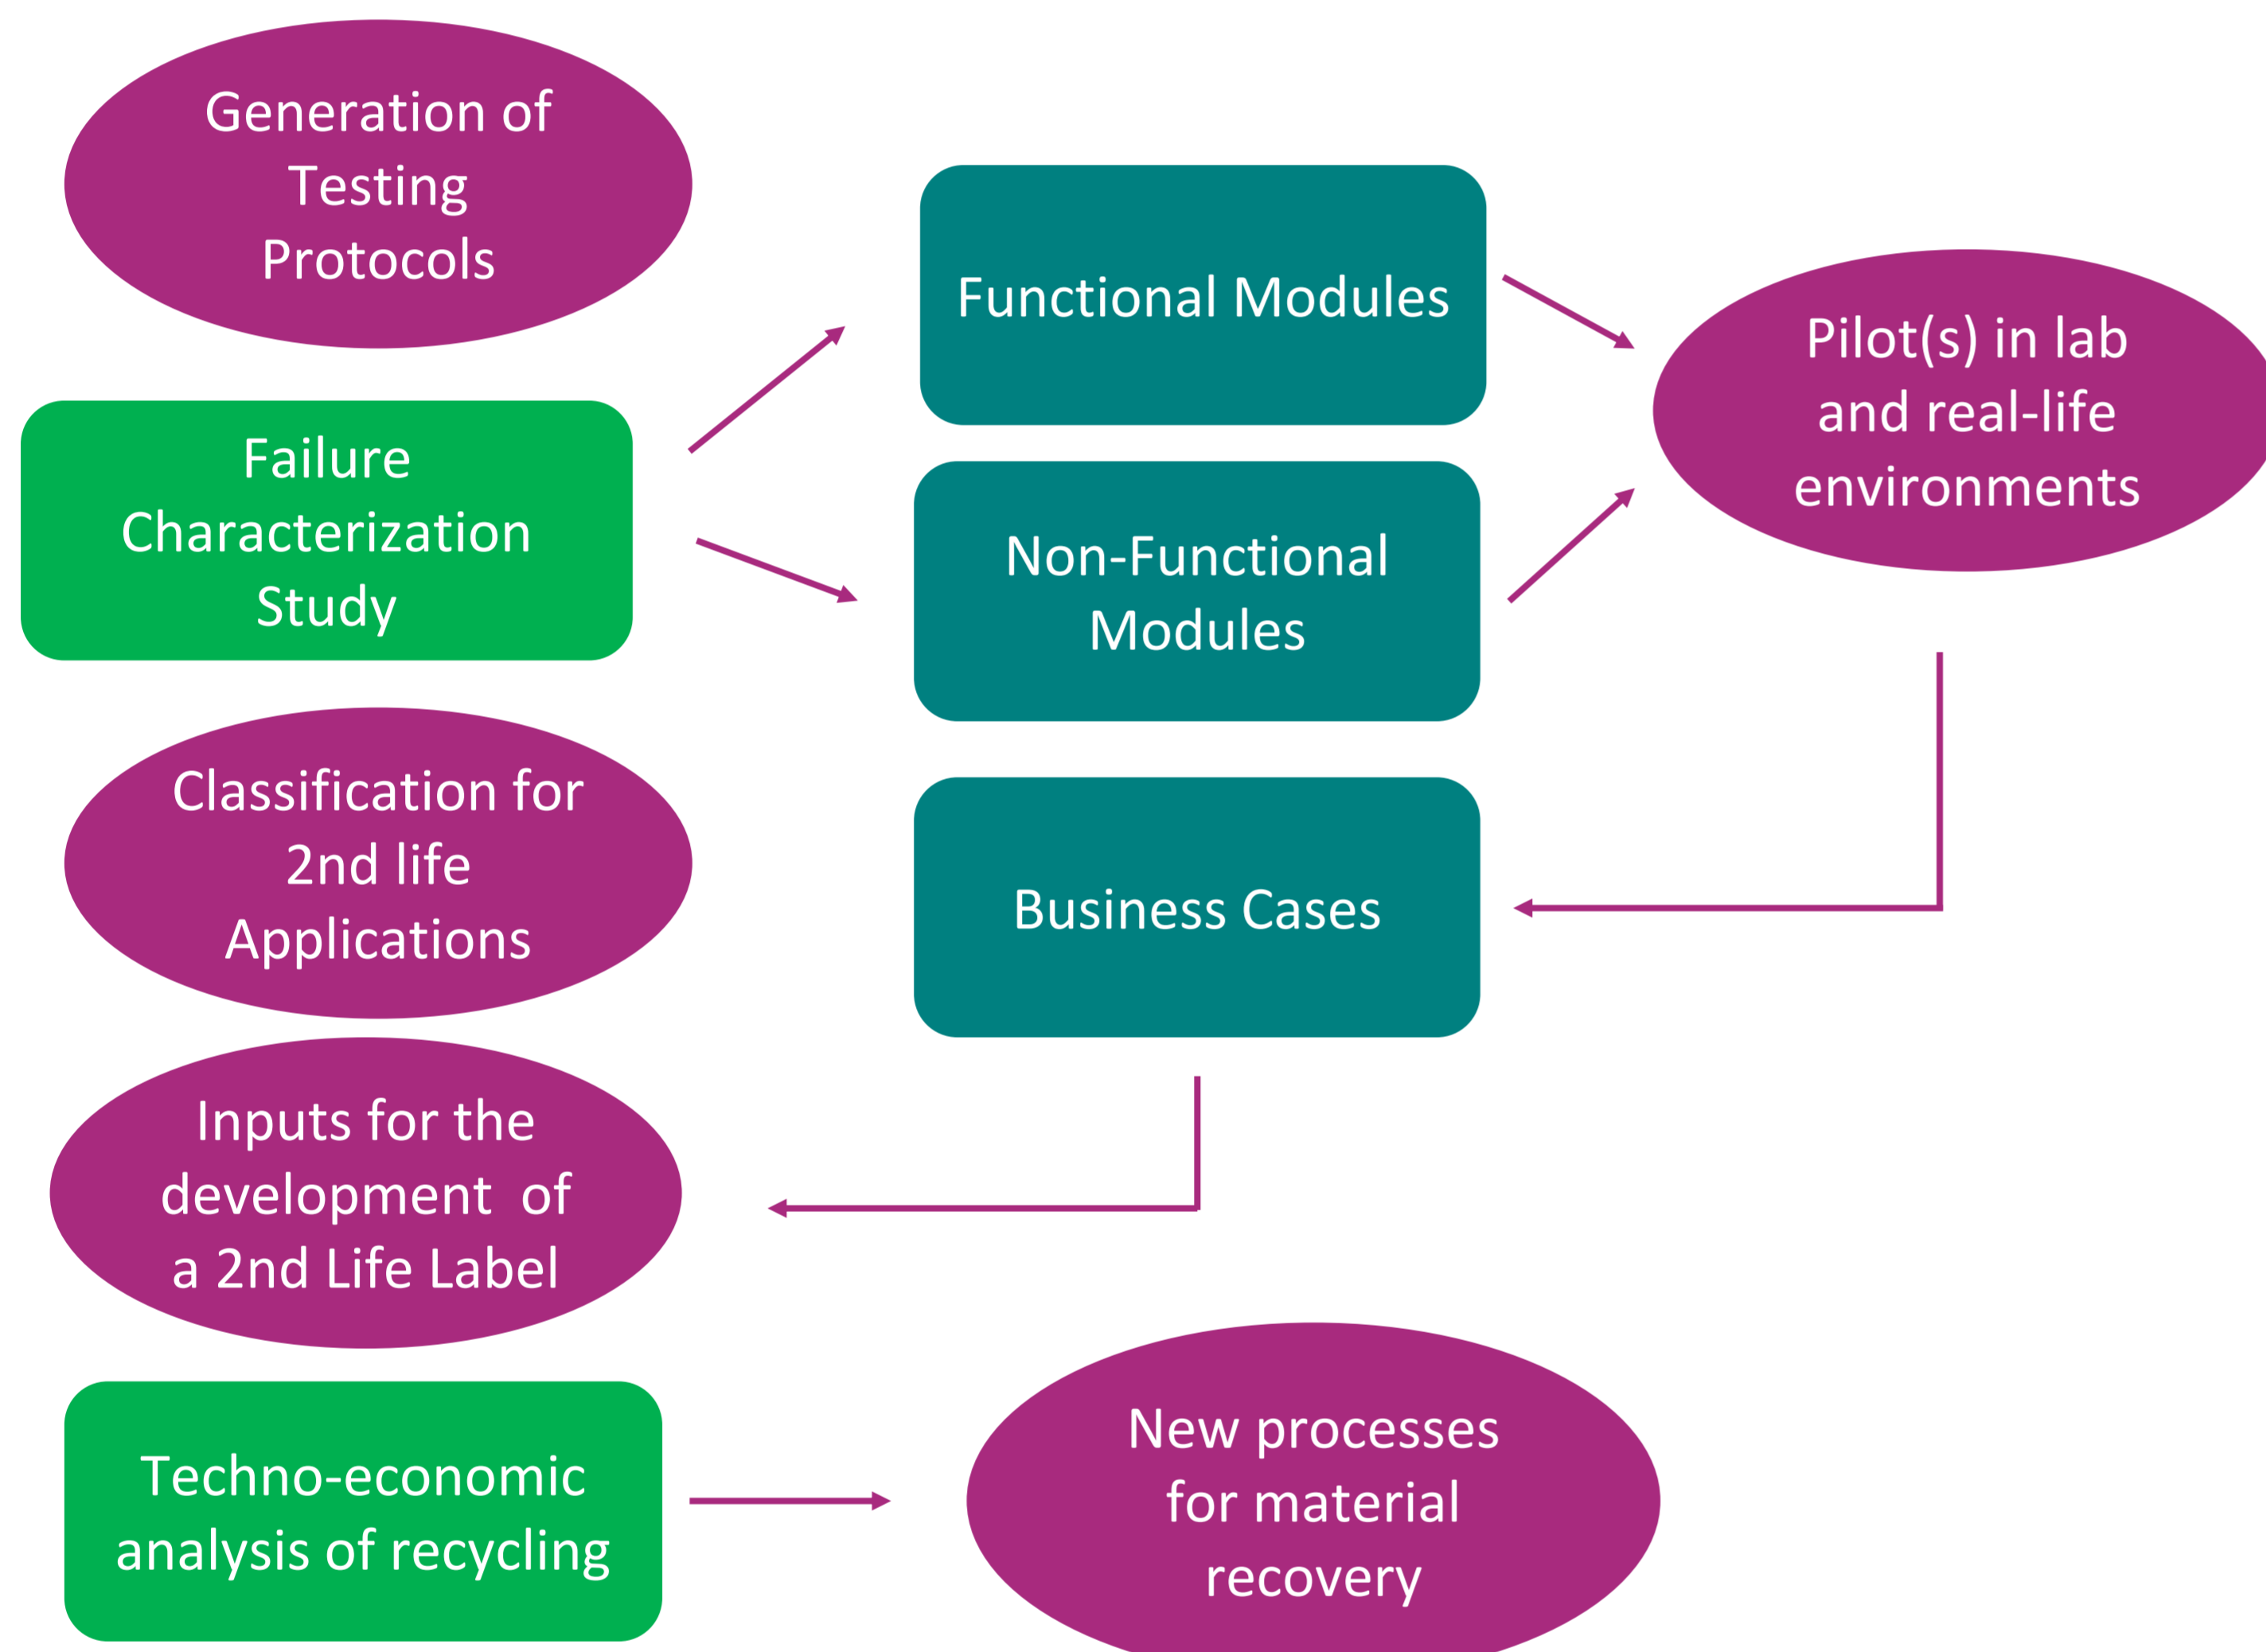 Generation of
Testing
Protocols
Failure
Characterization
Study
Classification for
2nd life
Applications
Inputs for the
development  of
a 2nd Life Label
Techno-economic
analysis of recycling
Functional Modules
Non-Functional
Modules
Business Cases
Pilot(s) in lab
and real-life
environments
New processes
for material
recovery